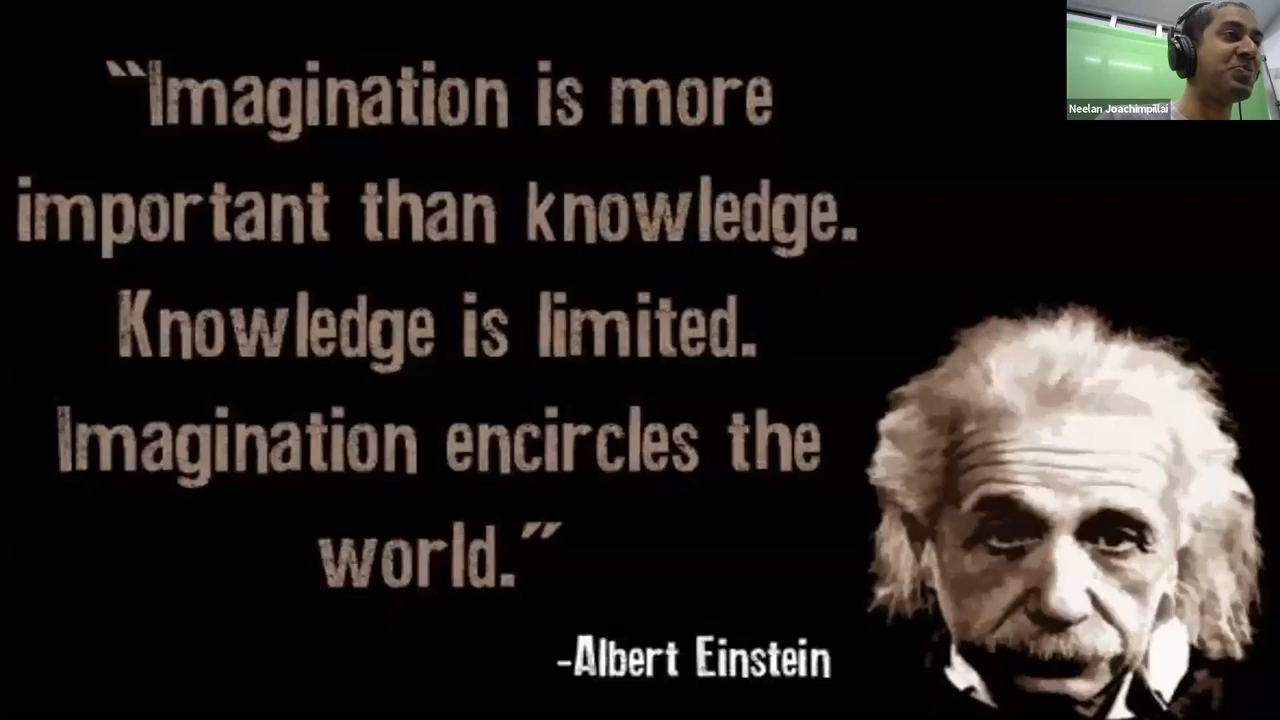 “Imagination is more
important than knowledge.
Knowledge is limited.
Imagination encircles the
world.”
-Albert Einstein
Neelan Joachimpillai